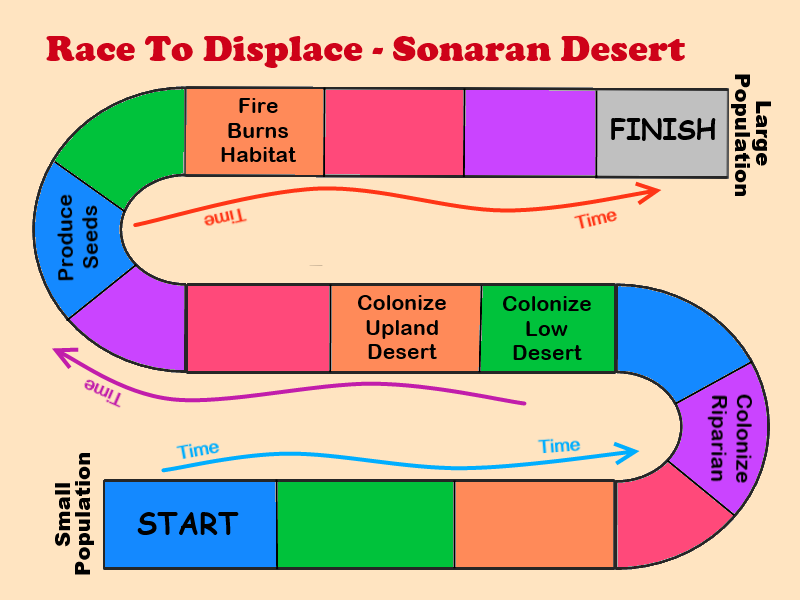 Race To Displace - Sonaran Desert
Large
Population
Fire
Burns
Habitat
FINISH
Produce
Seeds
Time
Time
Colonize
Upland
Desert
Colonize
Low
Desert
Time
Colonize
Riparian
Time
Time
Small
Population
START